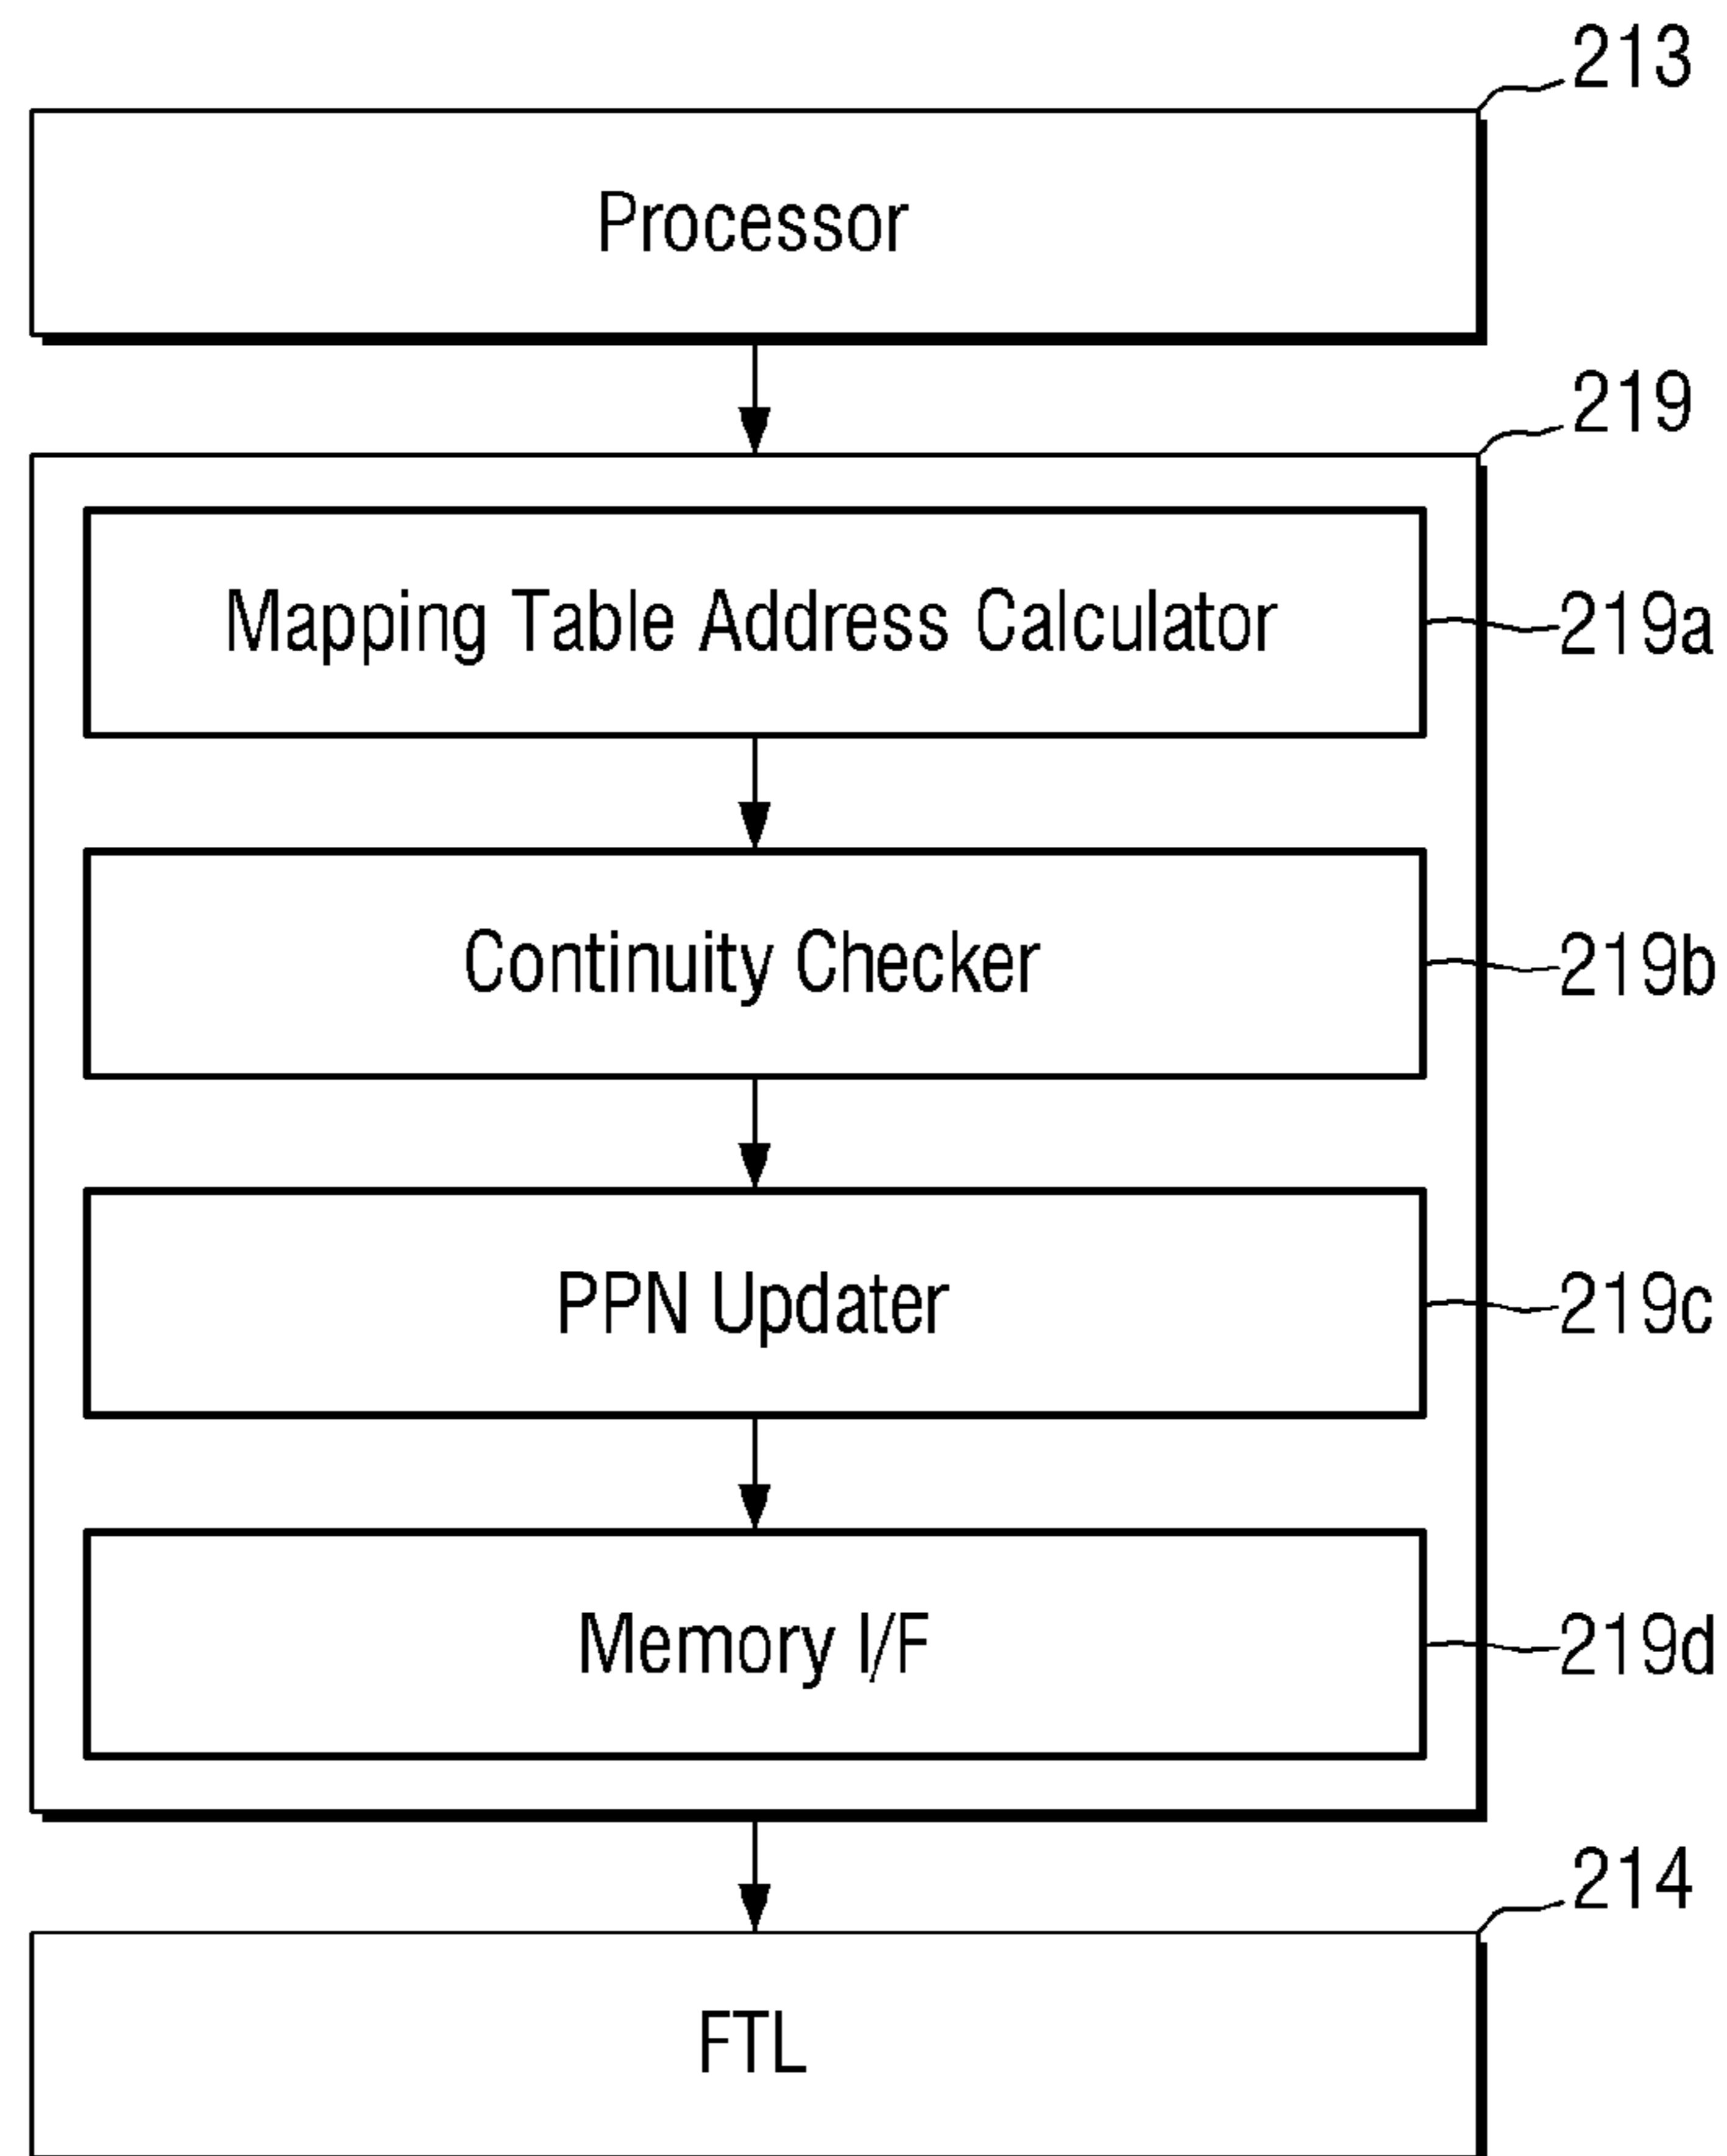 213
Processor
219
Mapping Table Address Calculator
219a
Continuity Checker
219b
PPN Updater
219c
Memory I/F
219d
214
FTL